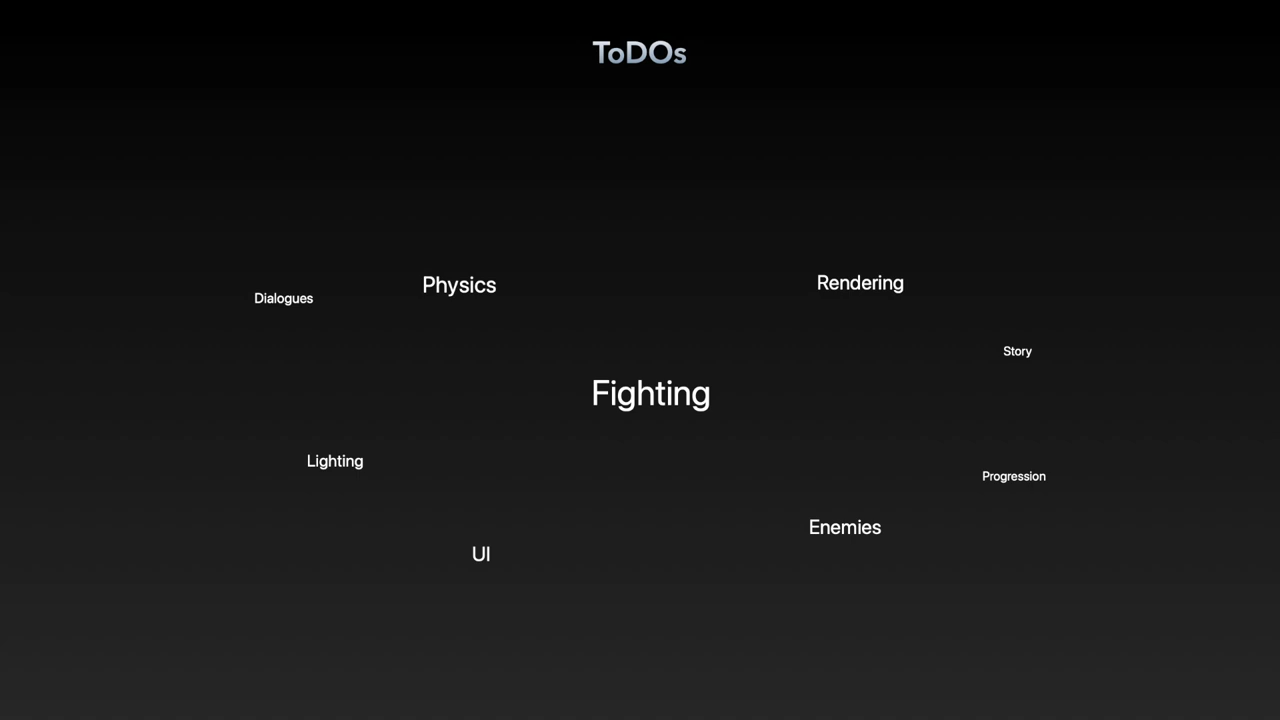 ToDOs
Physics
Rendering
Dialogues
Story
Fighting
Lighting
Progression
Enemies
UI